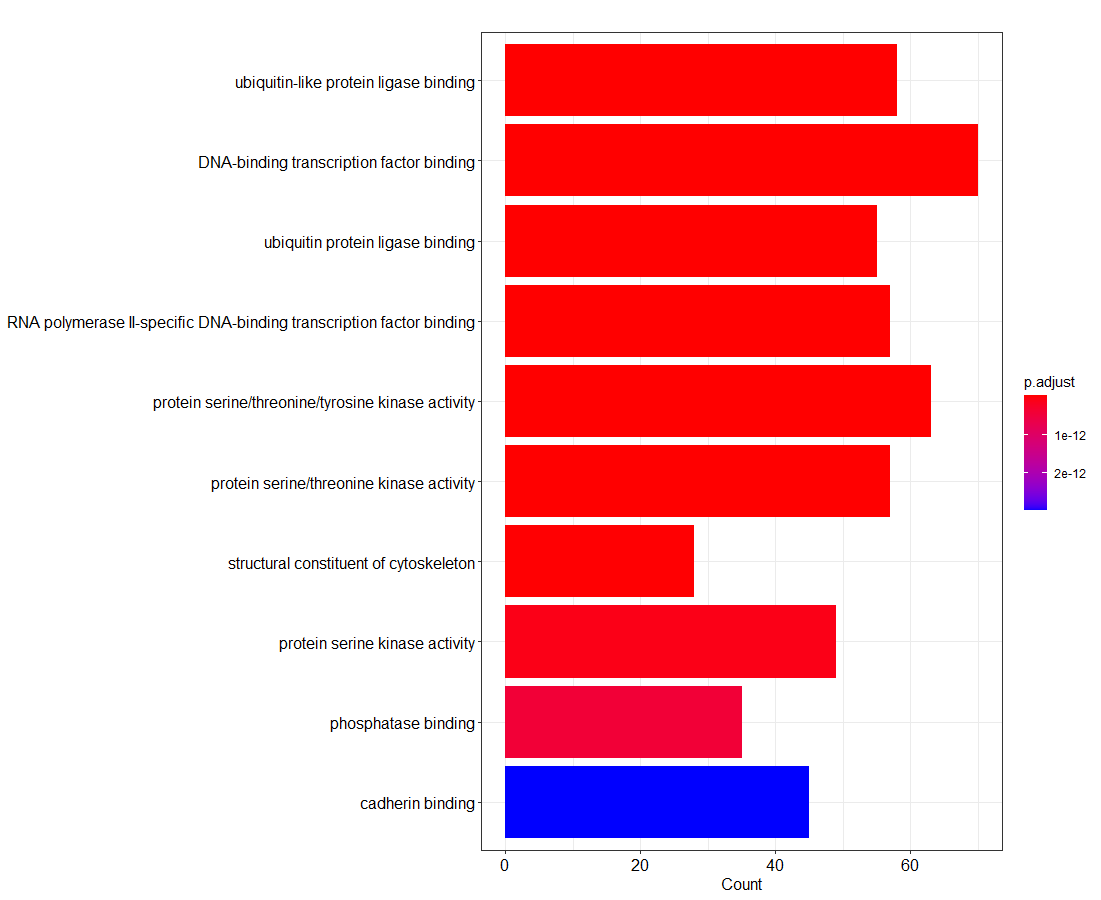 ubiquitin-like protein ligase binding
DNA-binding transcription factor binding
ubiquitin protein ligase binding
RNA polymerase II-specific DNA-binding transcription factor binding
protein serine/threonine/tyrosine kinase activity
protein serine/threonine kinase activity
structural constituent of cytoskeleton
protein serine kinase activity
phosphatase binding
cadherin binding
0 20 40 60
Count
p.adjust
1e-12
2e-12